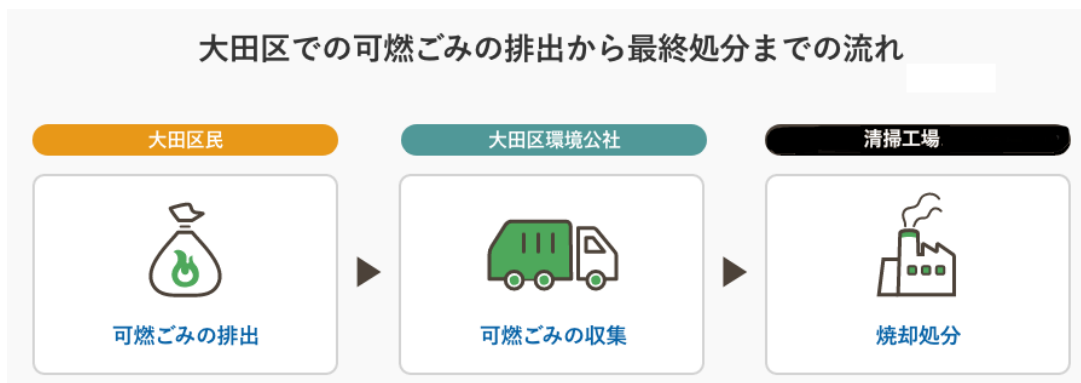 大田区での可燃ごみの排出から最終処分までの流れ
大田区民
大田区環境公社
清掃工場
可燃ごみの排出
可燃ごみの収集
焼却処分